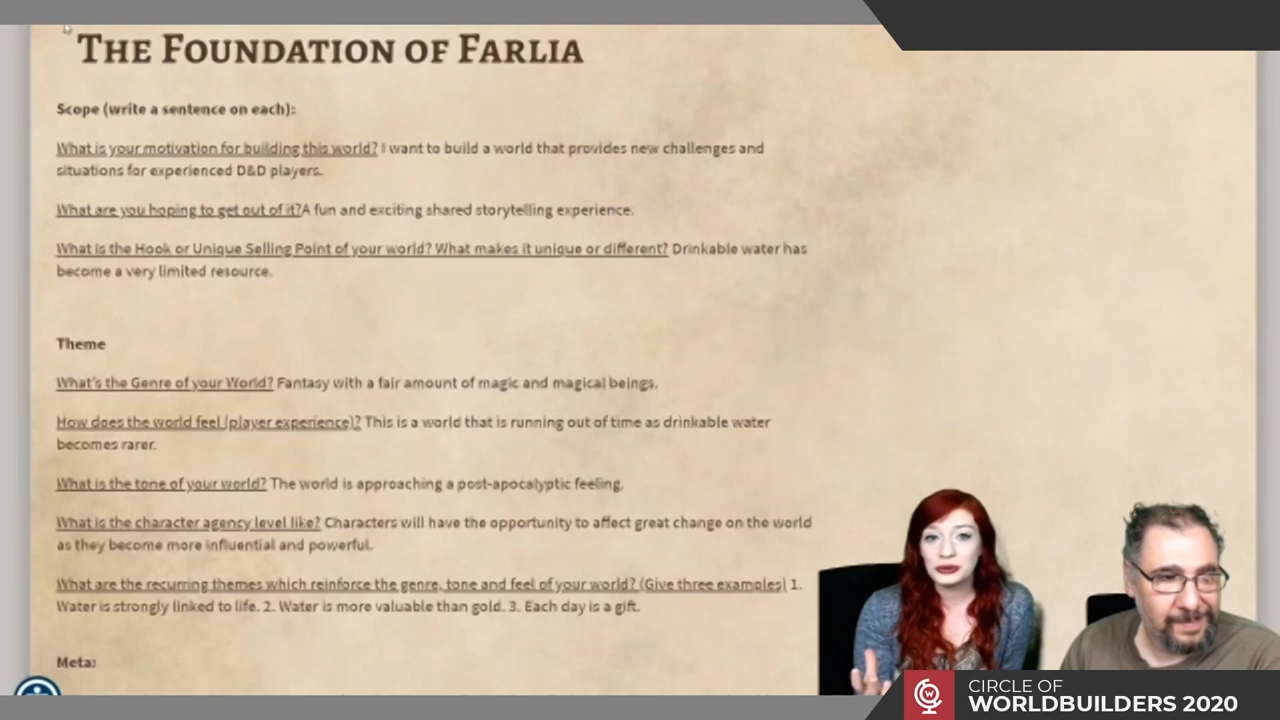 THE FOUNDATION OF FARLIA
Scope (write a sentence on each):
What is your motivation for building this world? I want to build a world that provides new challenges and
situations for experienced D&D players.
What are you hoping to get out of it?A fun and exciting shared storytelling experience.
What is the Hook or Unique Selling Point of your world? What makes it unique or different? Drinkable water has
become a very limited resource.
Theme
What's the Genre of your World? Fantasy with a fair amount of magic and magical beings.
How does the world feel (player experience)? This is a world that is running out of time as drinkable water
becomes rarer.
What is the tone of your world? The world is approaching a post-apocalyptic feeling.
What is the character agency level like? Characters will have the opportunity to affect great change on the world
as they become more influential and powerful.
What are the recurring themes which reinforce the genre, tone and feel of your world? (Give three examples) 1.
Water is strongly linked to life. 2. Water is more valuable than gold. 3. Each day is a gift.
Meta:
W
CIRCLE OF
WORLDBUILDERS 2020